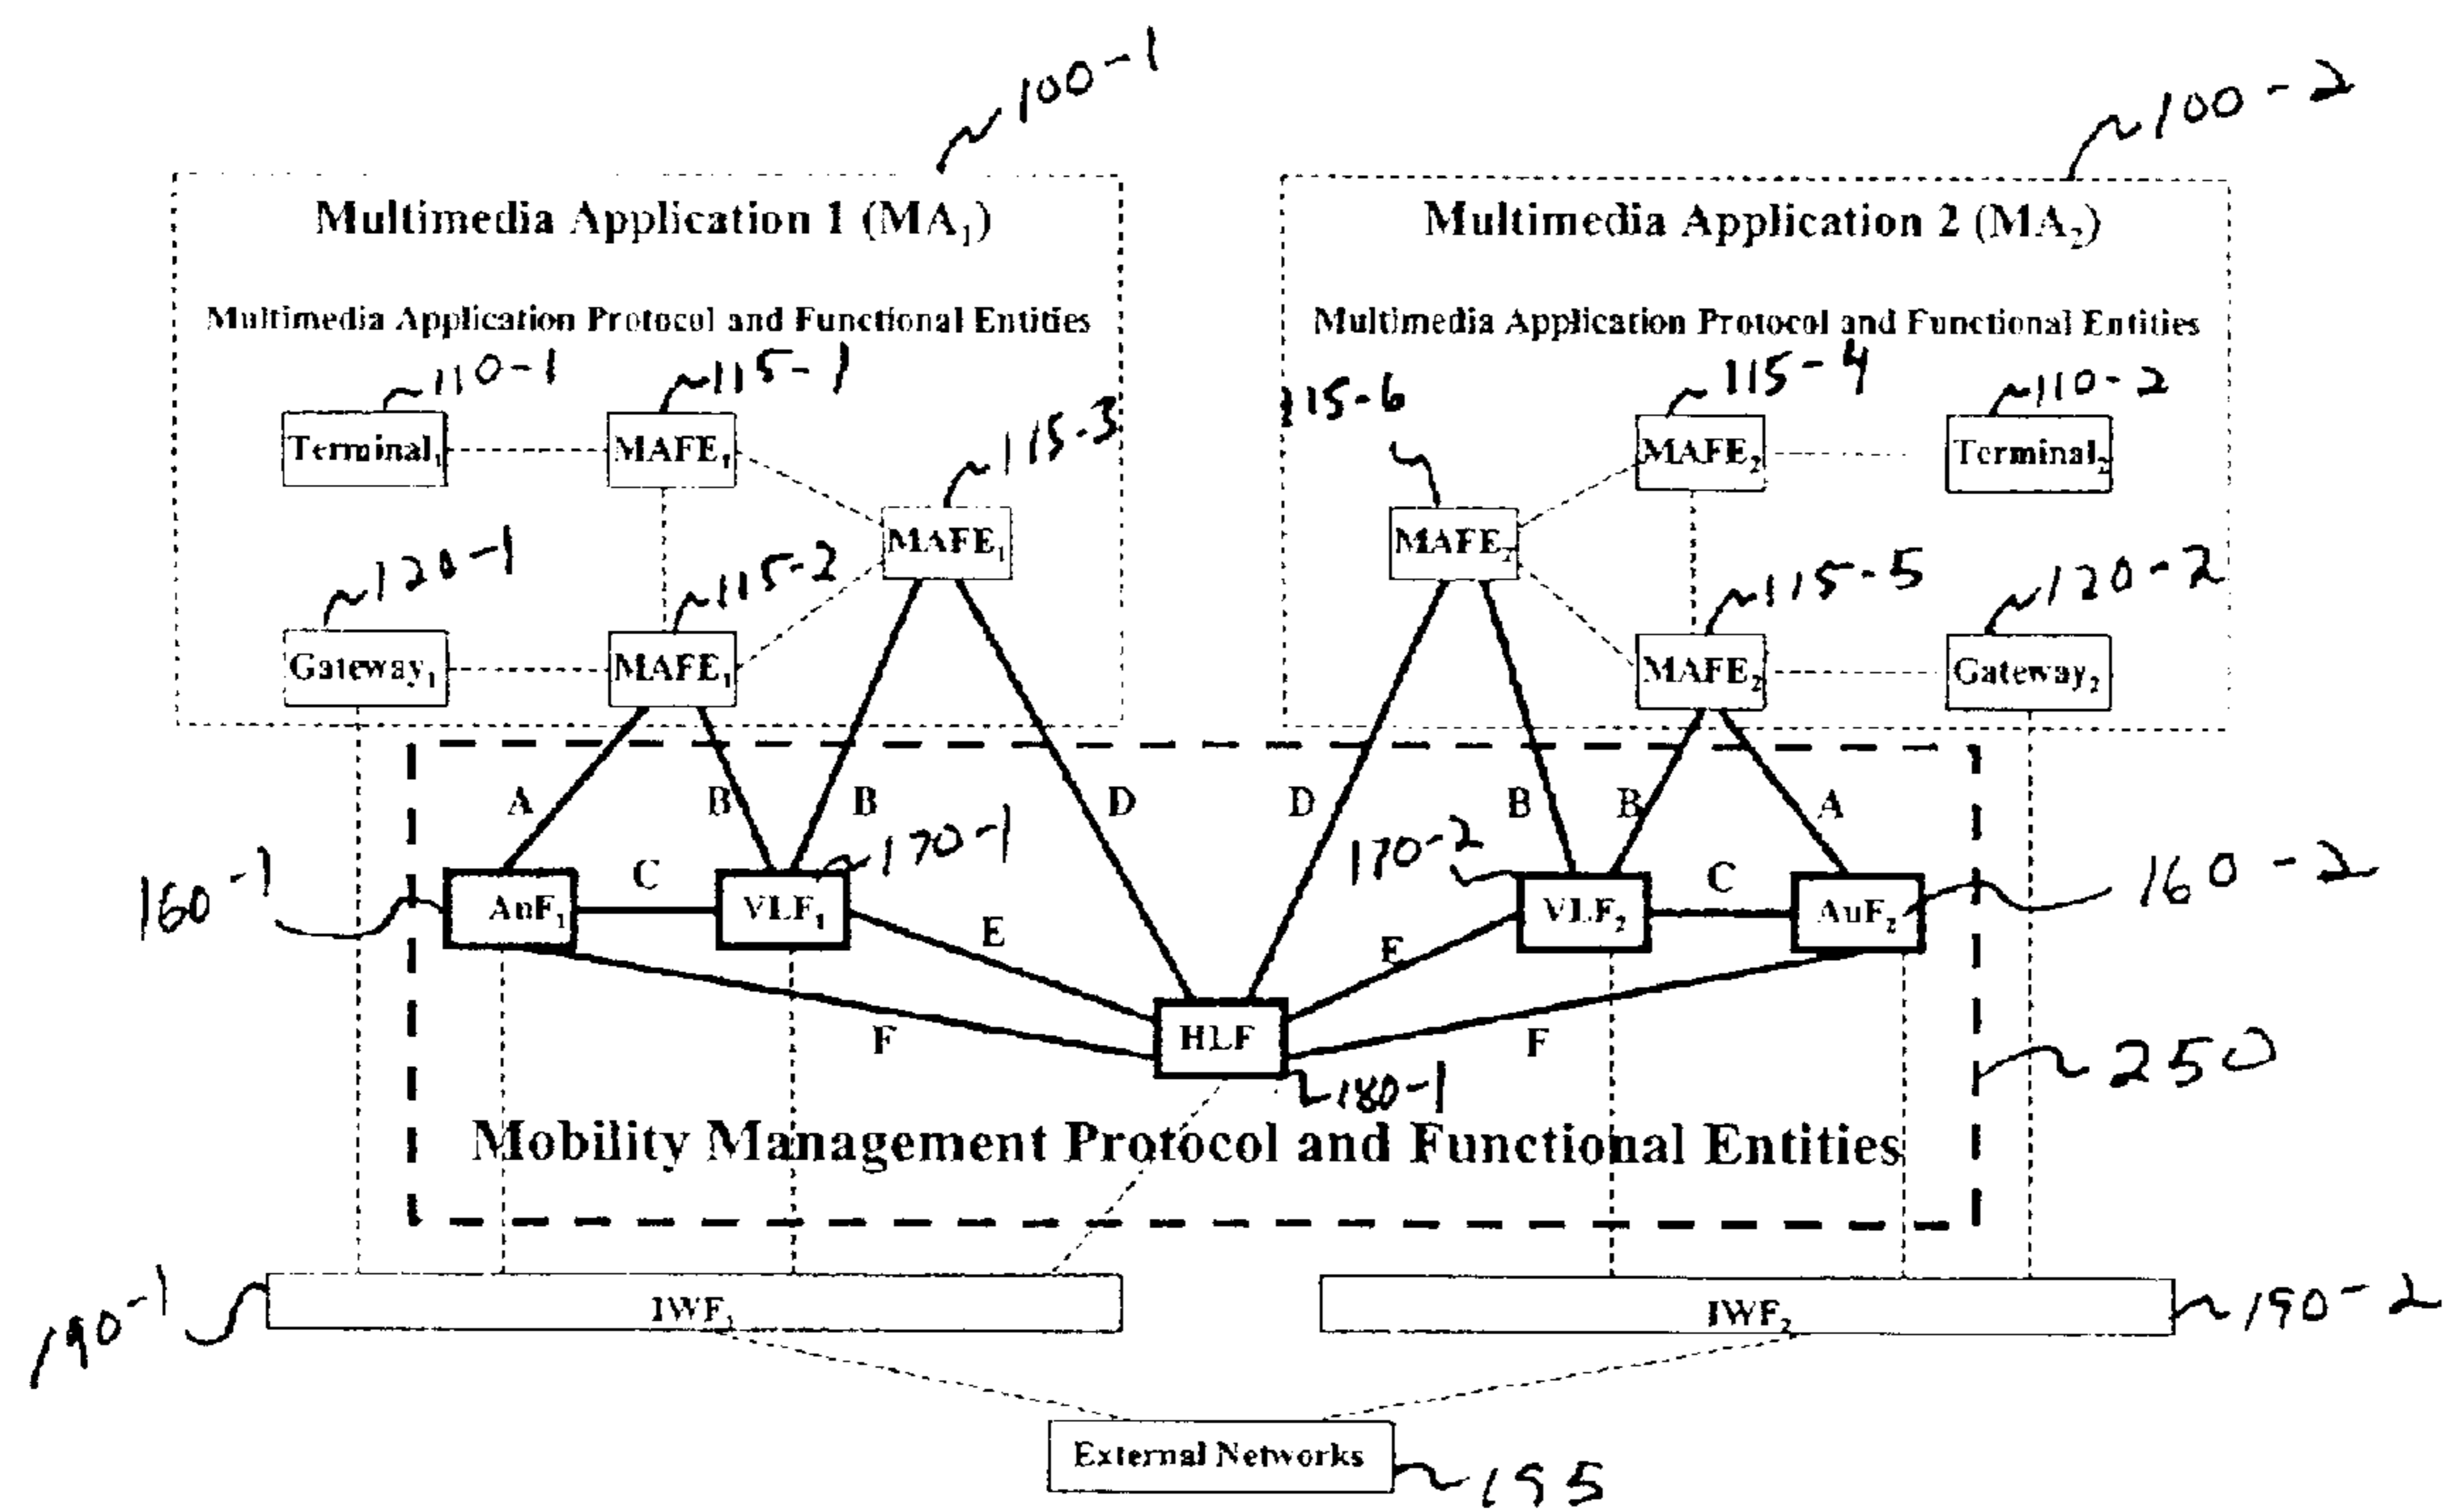 100-1
100-2
Multimedia Application 1 (MA₁)
Multimedia Application 2 (MA₂)
Multimedia Application Protocol and Functional Entities
Multimedia Application Protocol and Functional Entities
110-1
115-1
115-3
115-6
115-4
110-2
Terminal₁
MAFE₁
MAFE₂
Terminal₂
MAFE₁
MAFE₂
120-1
115-2
115-5
120-2
Gateway₁
MAFE₁
MAFE₂
Gateway₂
A
B
B
D
D
B
B
A
160-1
C
170-1
170-2
C
160-2
AuF₁
VLF₁
VLF₂
AuF₂
E
E
F
HLF
F
250
180-1
Mobility Management Protocol and Functional Entities
190-1
IWF₁
IWF₂
190-2
External Networks
195